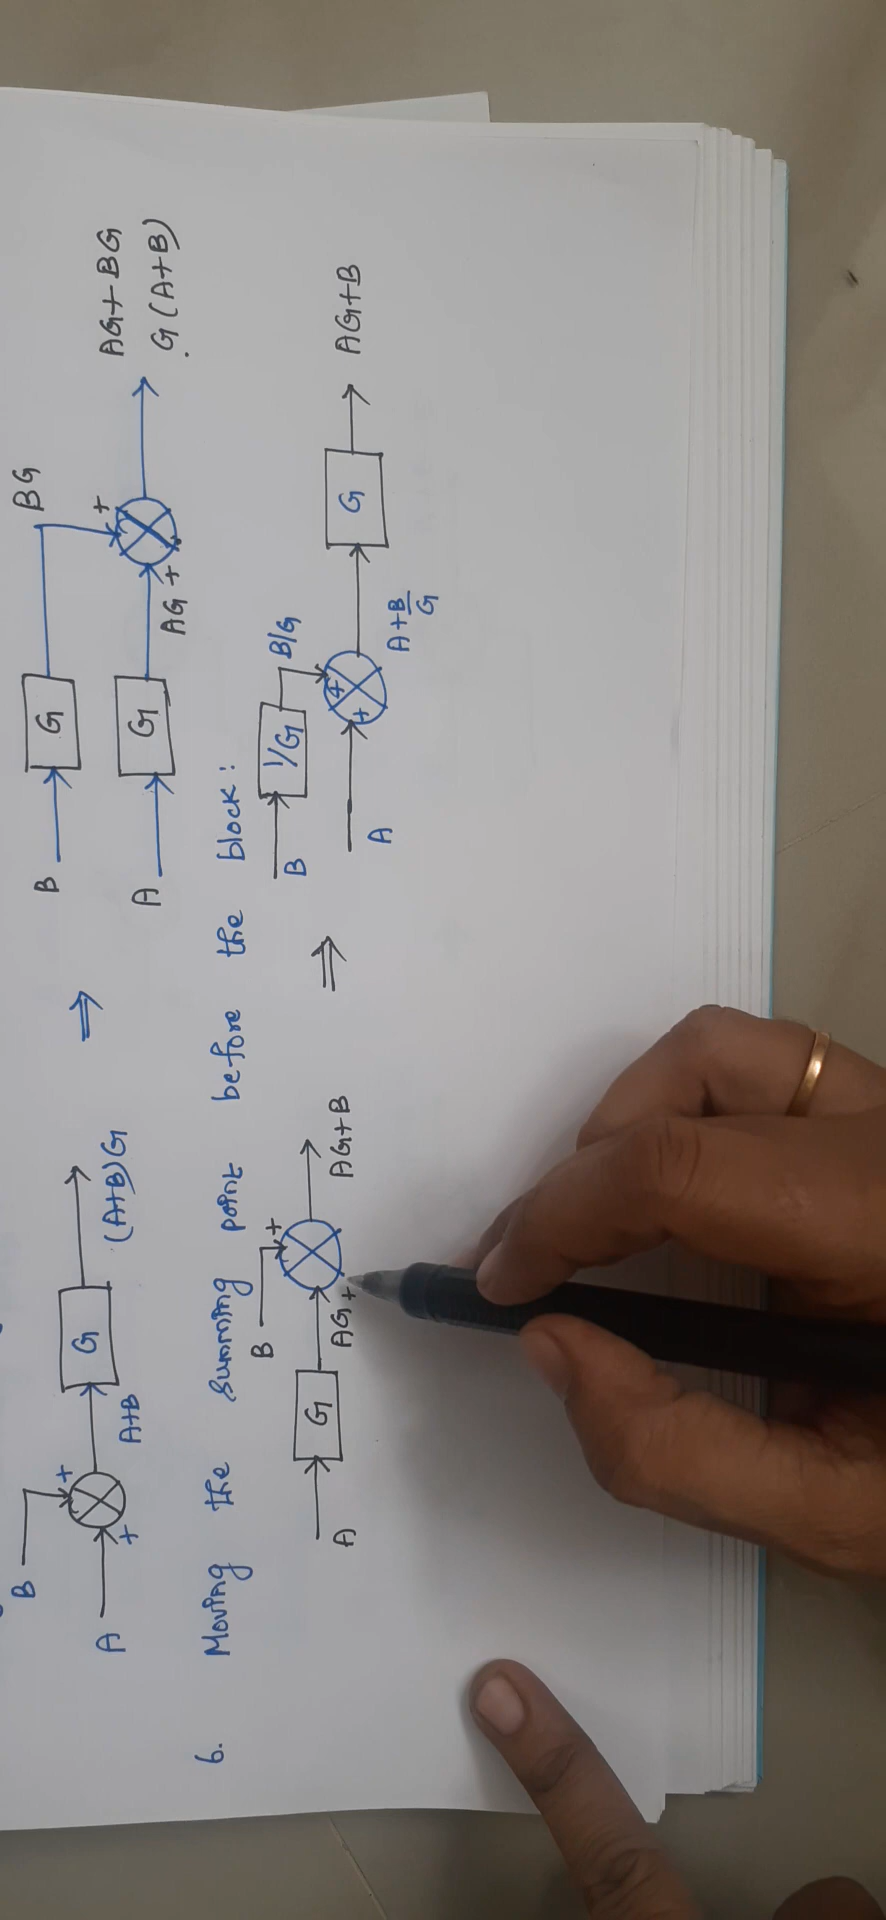 B
+
A
+
A+B
G
(A+B)G
⇒
B
G
BG
A
G
AG
+
+
AG+BG
G(A+B)
6. Moving the summing point before the block:
A
G
AG
+
B
+
AG+B
⇒
B
1/G
B/G
A
+
+
A+B/G
G
AG+B